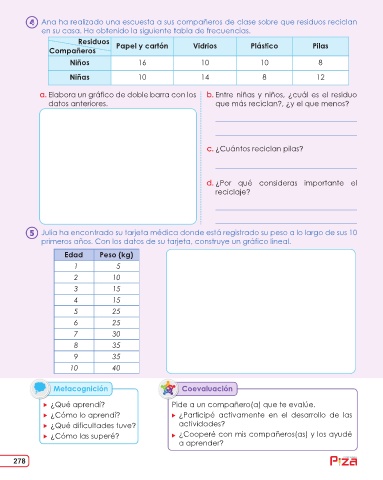 4 Ana ha realizado una encuesta a sus compañeros de clase sobre que residuos reciclan
en su casa. Ha obtenido la siguiente tabla de frecuencias.
Residuos
Compañeros
Papel y cartón Vidrios Plástico Pilas
Niños 16 10 10 8
Niñas 10 14 8 12
a. Elabora un gráfico de doble barra con los
datos anteriores.
b. Entre niñas y niños, ¿cuál es el residuo
que más reciclan?, ¿y el que menos?
c. ¿Cuántos reciclan pilas?
d. ¿Por qué consideras importante el
reciclaje?
5 Julia ha encontrado su tarjeta médica donde está registrado su peso a lo largo de sus 10
primeros años. Con los datos de su tarjeta, construye un gráfico lineal.
Edad Peso (kg)
1 5
2 10
3 15
4 15
5 25
6 25
7 30
8 35
9 35
10 40
Metacognición
¿Qué aprendí?
¿Cómo lo aprendí?
¿Qué dificultades tuve?
¿Cómo las superé?
Coevaluación
Pide a un compañero(a) que te evalúe.
¿Participé activamente en el desarrollo de las
actividades?
¿Cooperé con mis compañeros(as) y los ayudé
a aprender?
278